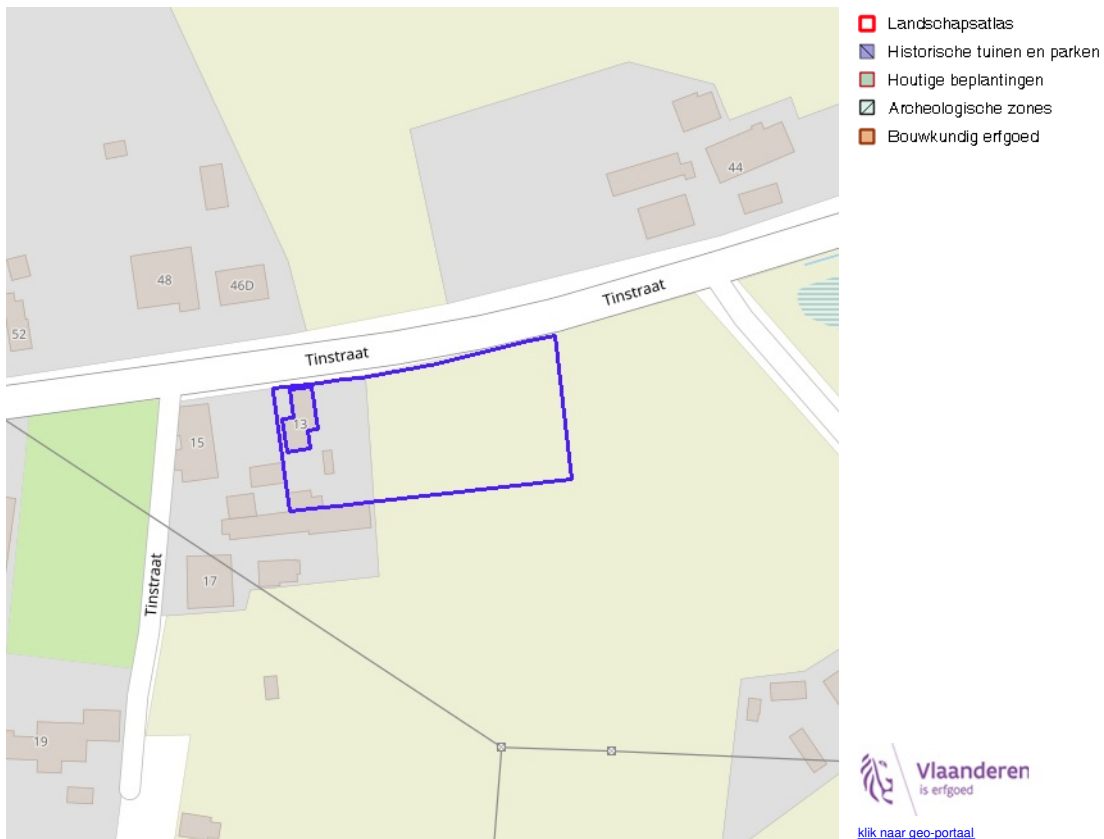 Landschapsatlas
Historische tuinen en parken
Houtige beplantingen
Archeologische zones
Bouwkundig erfgoed
44
48
46D
52
Tinstraat
Tinstraat
13
15
Tinstraat
17
19
Vlaanderen
is erfgoed
klik naar geo-portaal